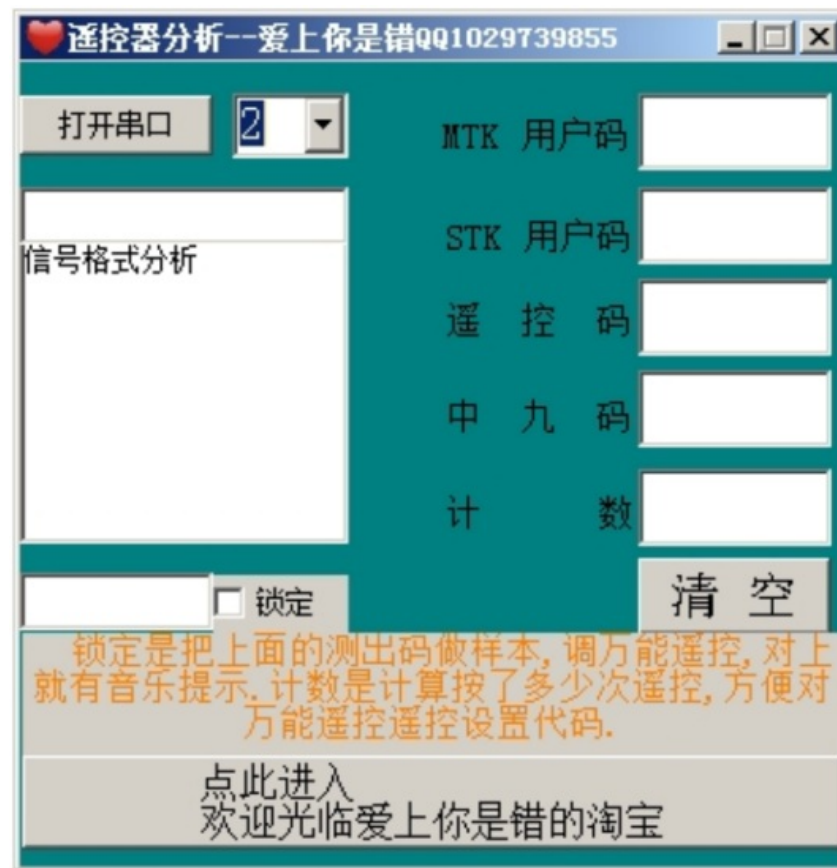 遥控器分析--爱上你是错QQ1029739855
打开串口
2
MTK 用户码
STK 用户码
信号格式分析
遥 控 码
中 九 码
计 数
锁定
清 空
锁定是把上面的测出码做样本,调万能遥控,对上
就有音乐提示.计数是计算按了多少次遥控,方便对
万能遥控遥控设置代码.
点此进入
欢迎光临爱上你是错的淘宝